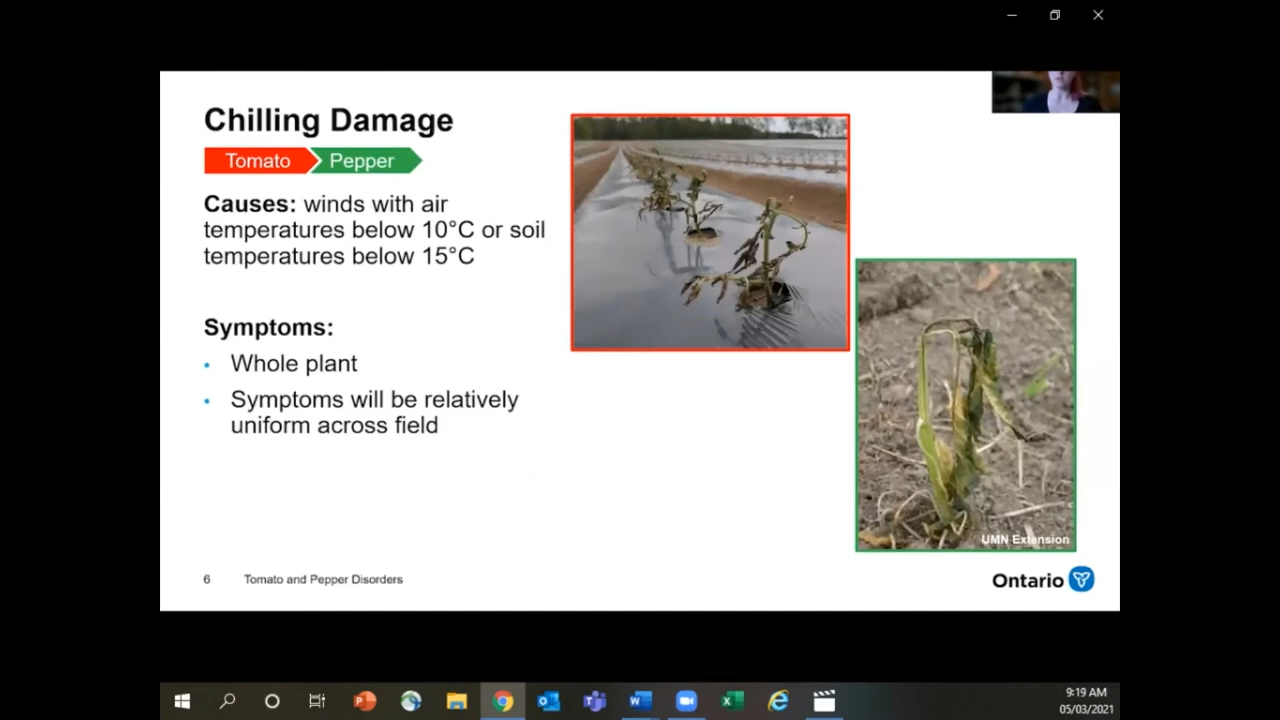 Chilling Damage
Tomato
Pepper
Causes: winds with air
temperatures below 10°C or soil
temperatures below 15°C
Symptoms:
• Whole plant
• Symptoms will be relatively
uniform across field
UMN Extension
6
Tomato and Pepper Disorders
Ontario
9:19 AM
05/03/2021